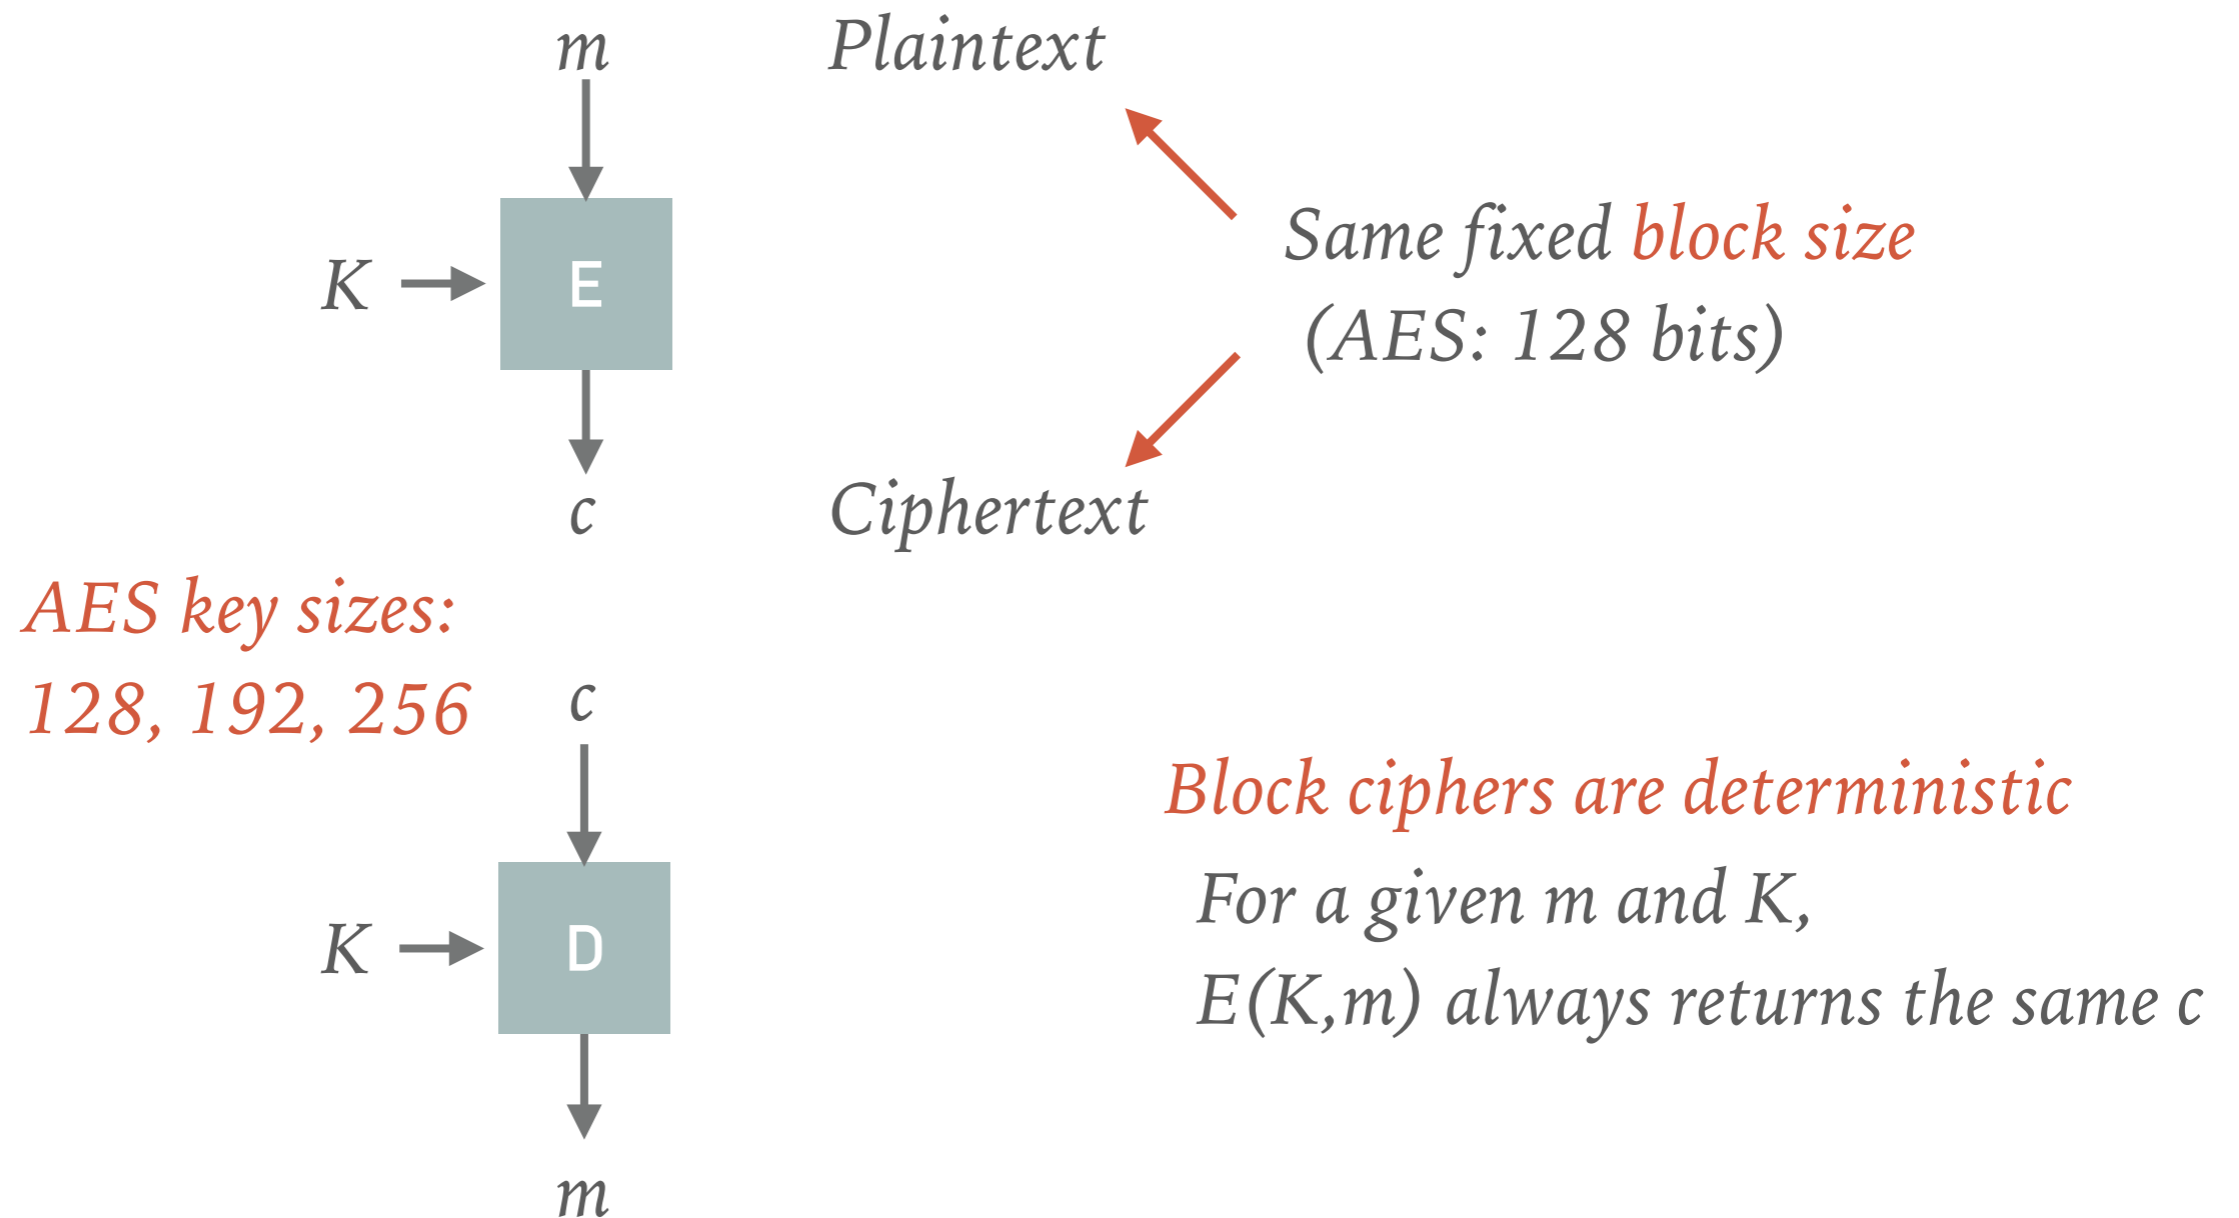 m
Plaintext
Same fixed block size
(AES: 128 bits)
K
E
c
Ciphertext
AES key sizes:
128, 192, 256
c
Block ciphers are deterministic
For a given m and K,
E(K,m) always returns the same c
K
D
m